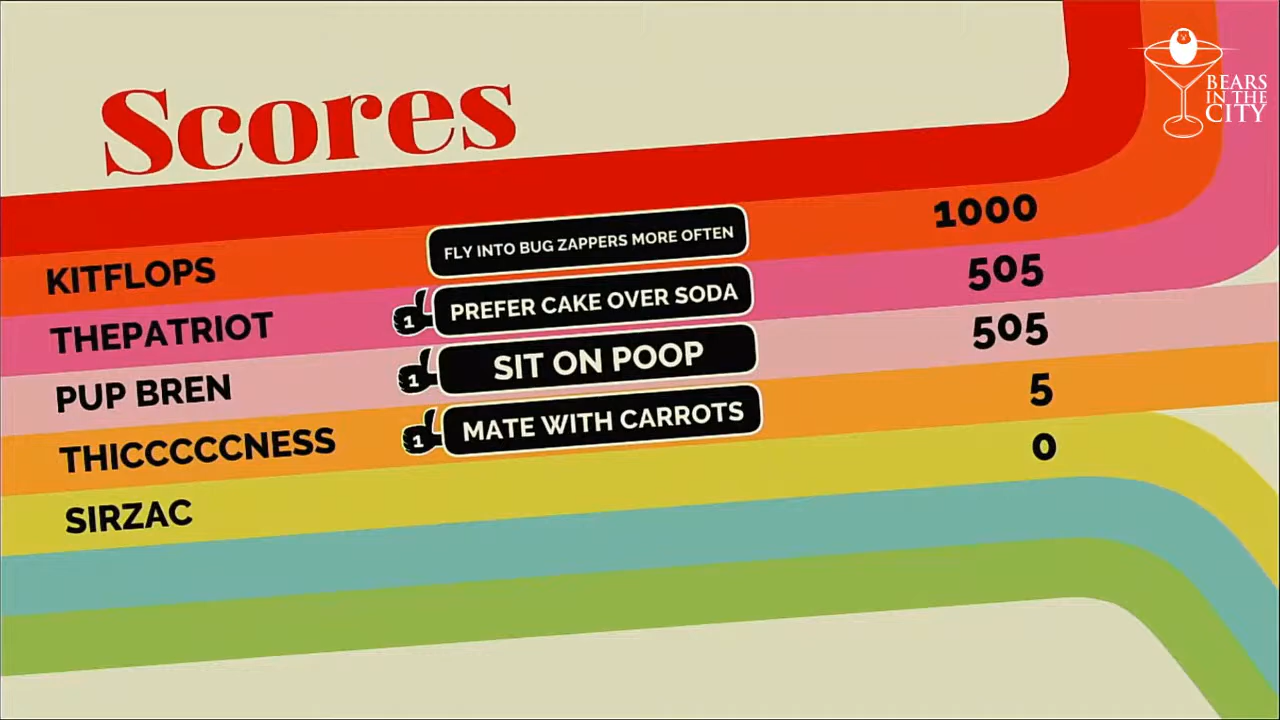 Scores
BEARS
IN THE
CITY
KITFLOPS FLY INTO BUG ZAPPERS MORE OFTEN 1000
THEPATRIOT 1 PREFER CAKE OVER SODA 505
PUP BREN 1 SIT ON POOP 505
THICCCCCNESS 1 MATE WITH CARROTS 5
SIRZAC 0